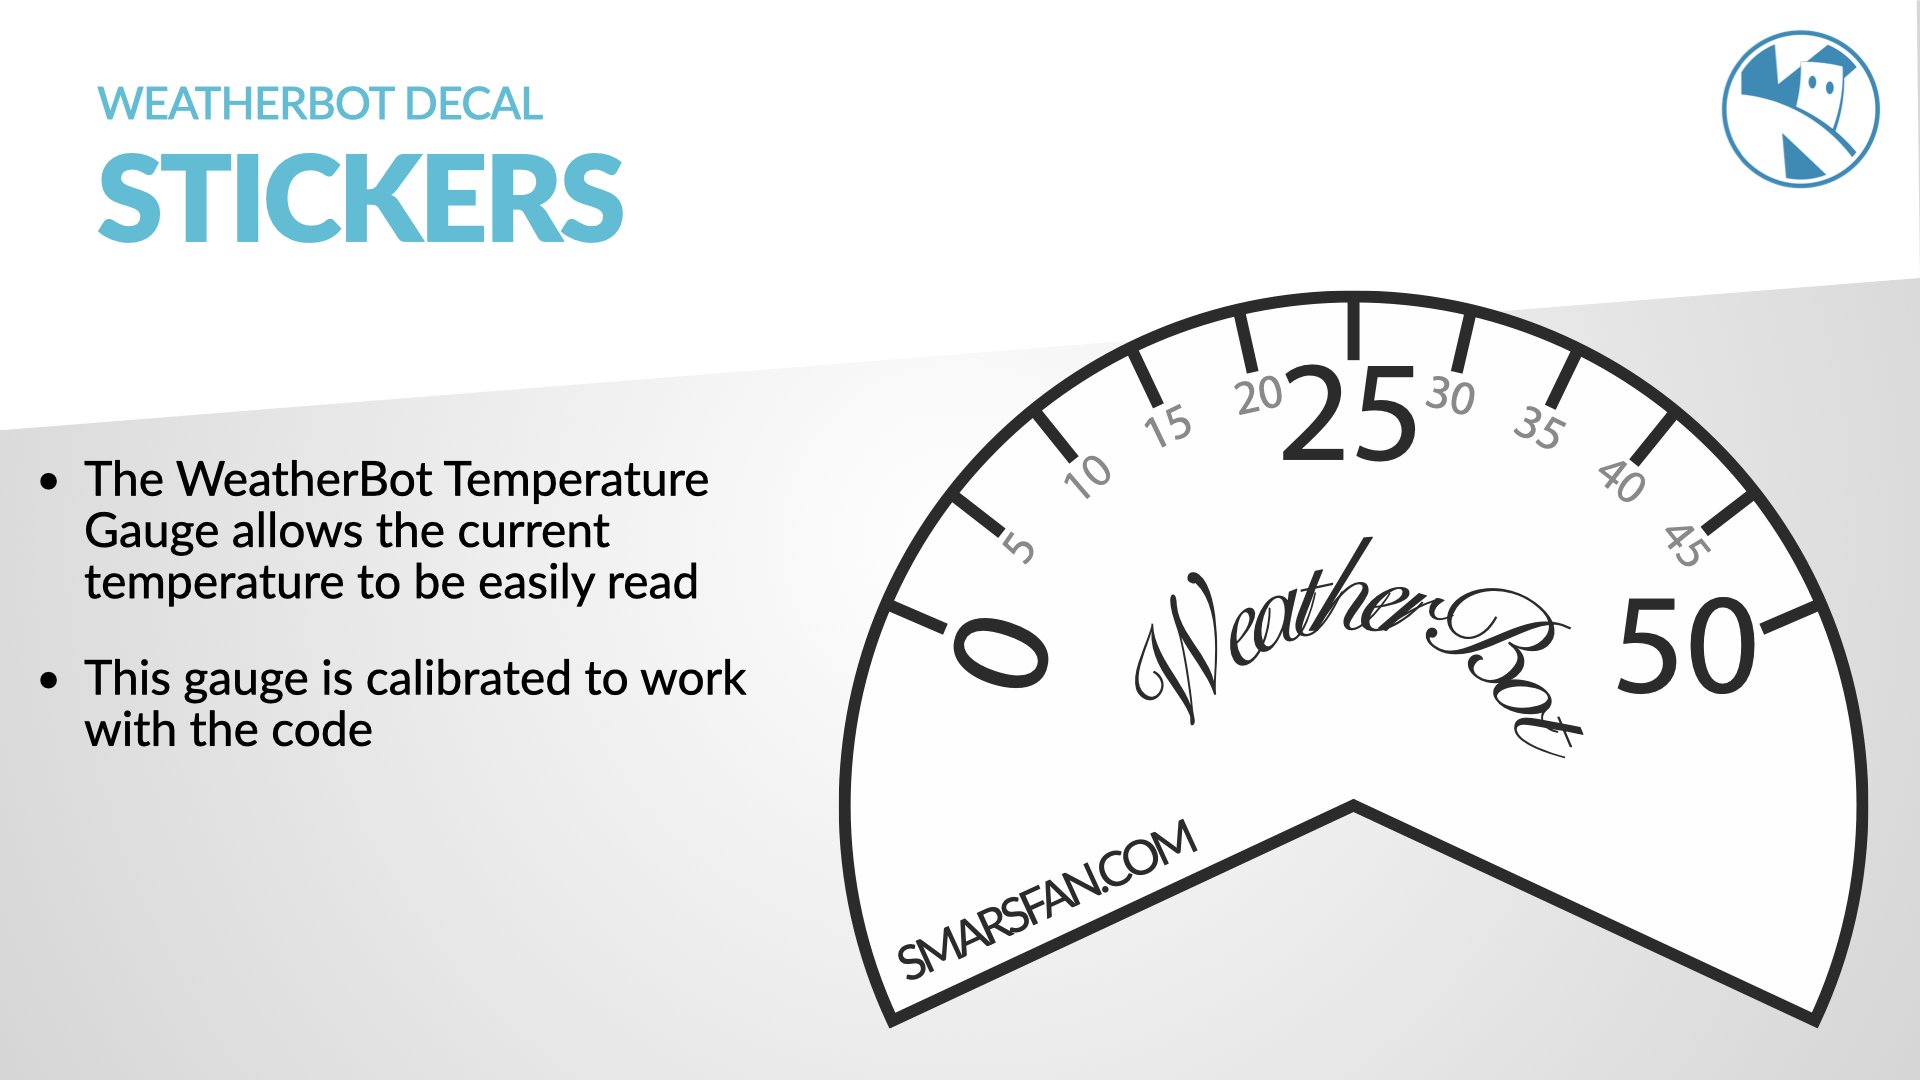 WEATHERBOT DECAL
STICKERS
• The WeatherBot Temperature
Gauge allows the current
temperature to be easily read
• This gauge is calibrated to work
with the code
0
5
10
15
20
25
30
35
40
45
50
WeatherBot
SMARSFAN.COM